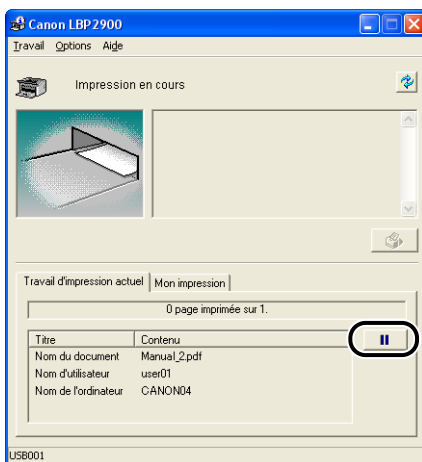 Canon LBP2900
Travail Options Aide
Impression en cours
Travail d'impression actuel Mon impression
0 page imprimée sur 1.
Titre Contenu
Nom du document Manual_2.pdf
Nom d'utilisateur user01
Nom de l'ordinateur CANON04
USB001